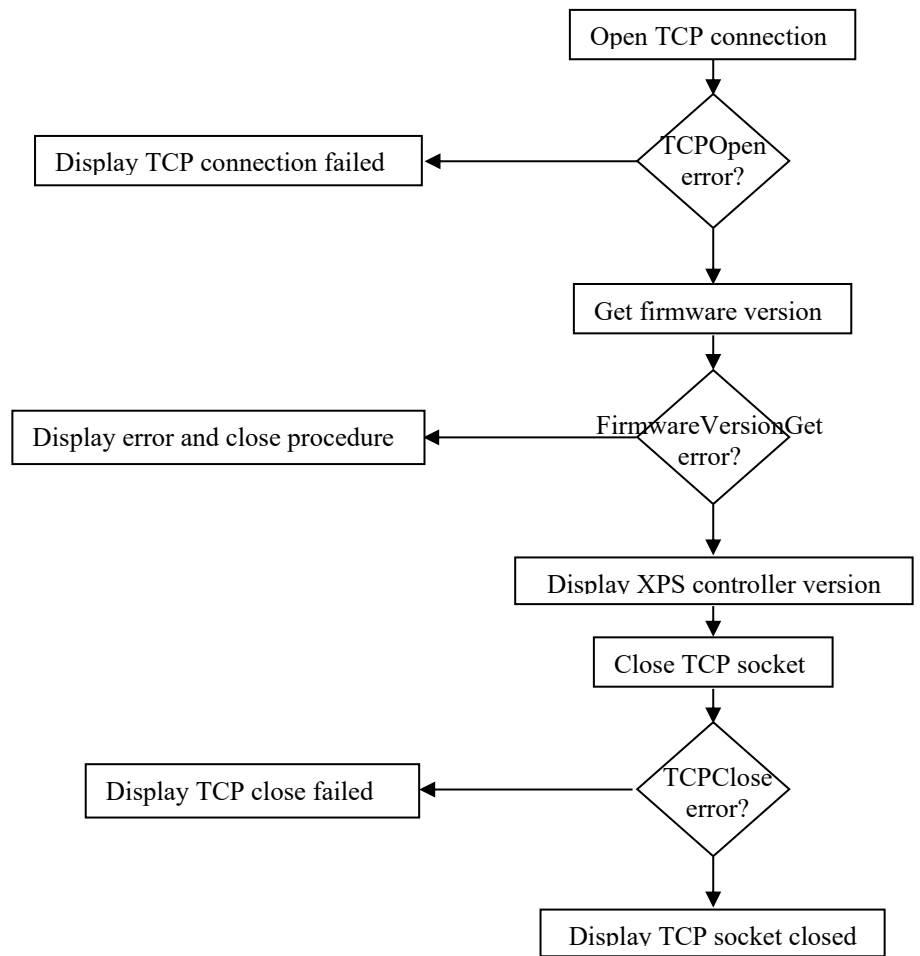 Open TCP connection
TCPOpen
error?
Display TCP connection failed
Get firmware version
FirmwareVersionGet
error?
Display error and close procedure
Display XPS controller version
Close TCP socket
TCPClose
error?
Display TCP close failed
Display TCP socket closed